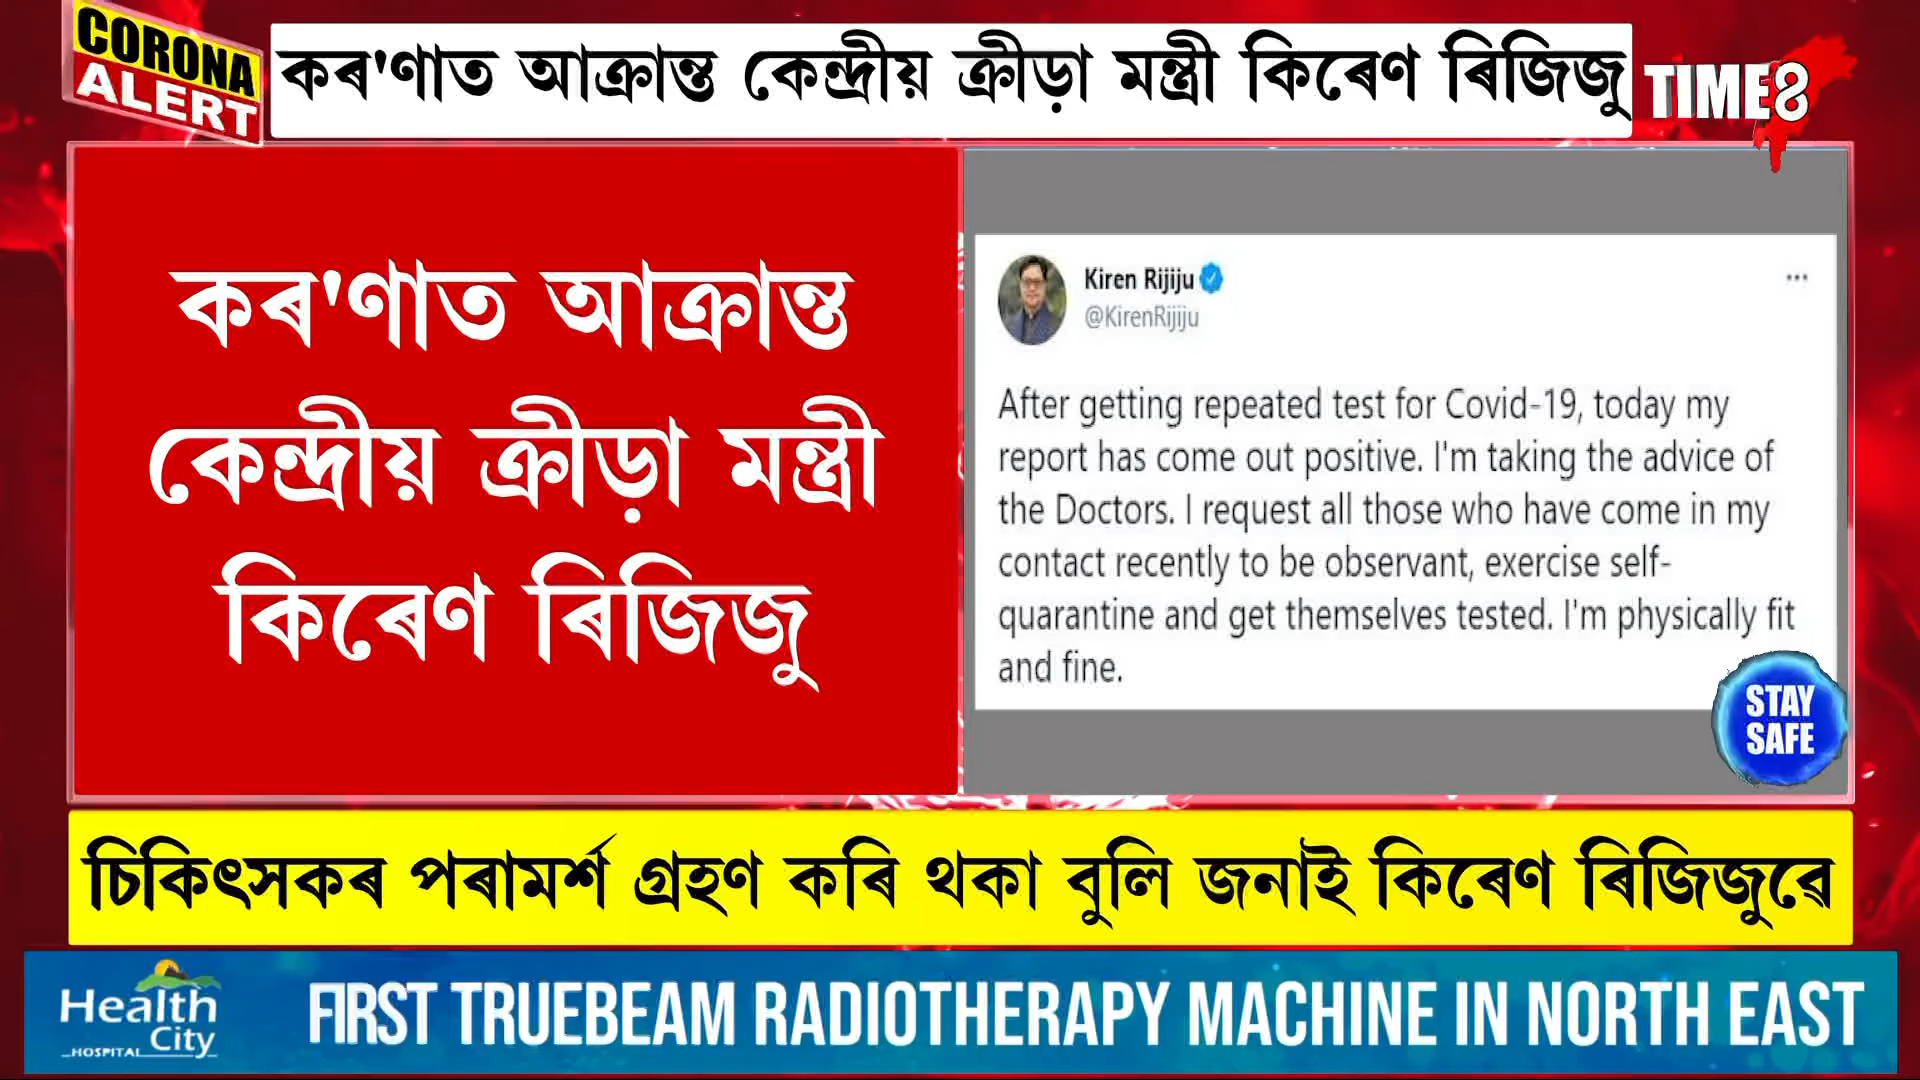 CORONA
ALERT
কৰ'ণাত আক্ৰান্ত কেন্দ্ৰীয় ক্ৰীড়া মন্ত্ৰী কিৰেণ ৰিজিজু
TIME8
কৰ'ণাত আক্ৰান্ত
কেন্দ্ৰীয় ক্ৰীড়া মন্ত্ৰী
কিৰেণ ৰিজিজু
Kiren Rijiju
@KirenRijiju
After getting repeated test for Covid-19, today my
report has come out positive. I'm taking the advice of
the Doctors. I request all those who have come in my
contact recently to be observant, exercise self-
quarantine and get themselves tested. I'm physically fit
and fine.
STAY
SAFE
চিকিৎসকৰ পৰামৰ্শ গ্ৰহণ কৰি থকা বুলি জনাই কিৰেণ ৰিজিজুৱে
Health
City
HOSPITAL
FIRST TRUEBEAM RADIOTHERAPY MACHINE IN NORTH EAST